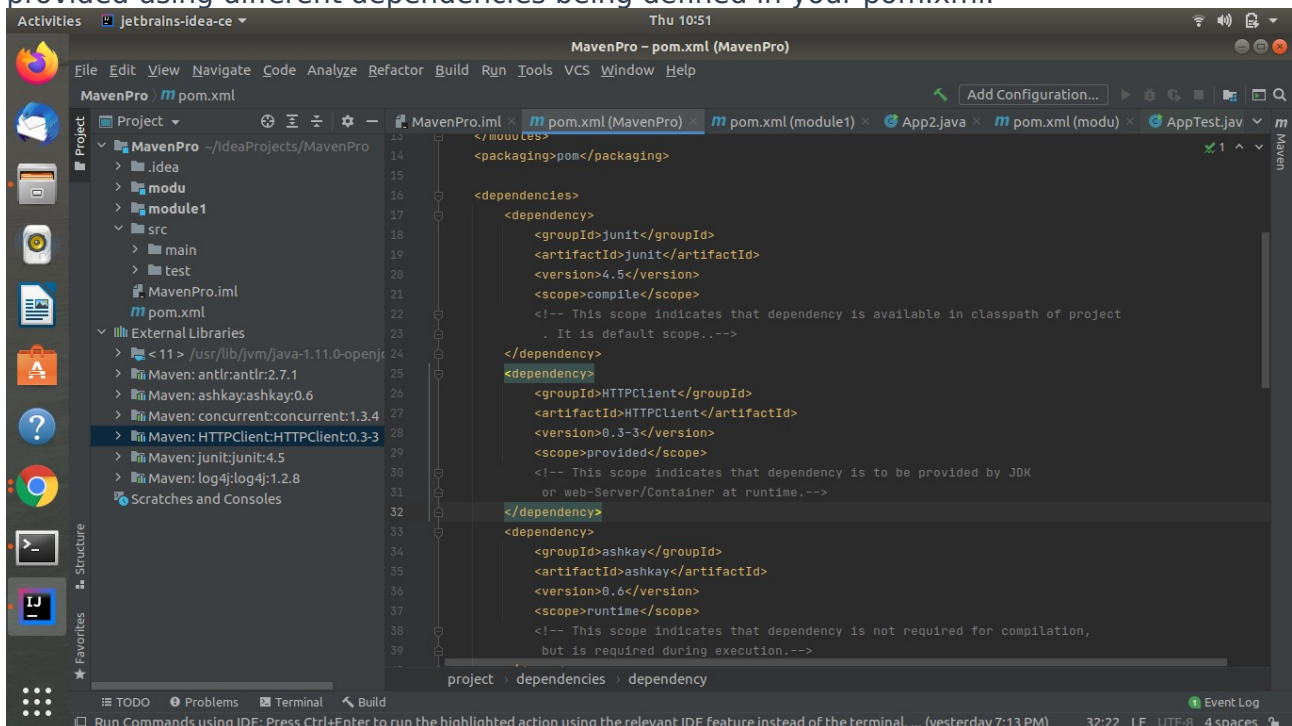 provided using different dependencies being defined in your pom.xml.
Activities jetbrains-idea-ce Thu 10:51
MavenPro – pom.xml (MavenPro)
File Edit View Navigate Code Analyze Refactor Build Run Tools VCS Window Help
MavenPro pom.xml Add Configuration...
Project MavenPro.iml pom.xml (MavenPro) pom.xml (module1) App2.java pom.xml (modu) AppTest.jav
Project
Maven
MavenPro ~/IdeaProjects/MavenPro
.idea
modu
module1
src
main
test
MavenPro.iml
pom.xml
External Libraries
< 11 > /usr/lib/jvm/java-1.11.0-openj
Maven: antlr:antlr:2.7.1
Maven: ashkay:ashkay:0.6
Maven: concurrent:concurrent:1.3.4
Maven: HTTPClient:HTTPClient:0.3-3
Maven: junit:junit:4.5
Maven: log4j:log4j:1.2.8
Scratches and Consoles
Structure
Favorites
13 </modules>
14 <packaging>pom</packaging>
15
16 <dependencies>
17 <dependency>
18 <groupId>junit</groupId>
19 <artifactId>junit</artifactId>
20 <version>4.5</version>
21 <scope>compile</scope>
22 <!-- This scope indicates that dependency is available in classpath of project
23 . It is default scope..-->
24 </dependency>
25 <dependency>
26 <groupId>HTTPClient</groupId>
27 <artifactId>HTTPClient</artifactId>
28 <version>0.3-3</version>
29 <scope>provided</scope>
30 <!-- This scope indicates that dependency is to be provided by JDK
31 or web-Server/Container at runtime.-->
32 </dependency>
33 <dependency>
34 <groupId>ashkay</groupId>
35 <artifactId>ashkay</artifactId>
36 <version>0.6</version>
37 <scope>runtime</scope>
38 <!-- This scope indicates that dependency is not required for compilation,
39 but is required during execution.-->
1
project › dependencies › dependency
TODO Problems Terminal Build 1 Event Log
Run Commands using IDE: Press Ctrl+Enter to run the highlighted action using the relevant IDE feature instead of the terminal. ... (yesterday 7:13 PM) 32:22 LF UTF-8 4 spaces